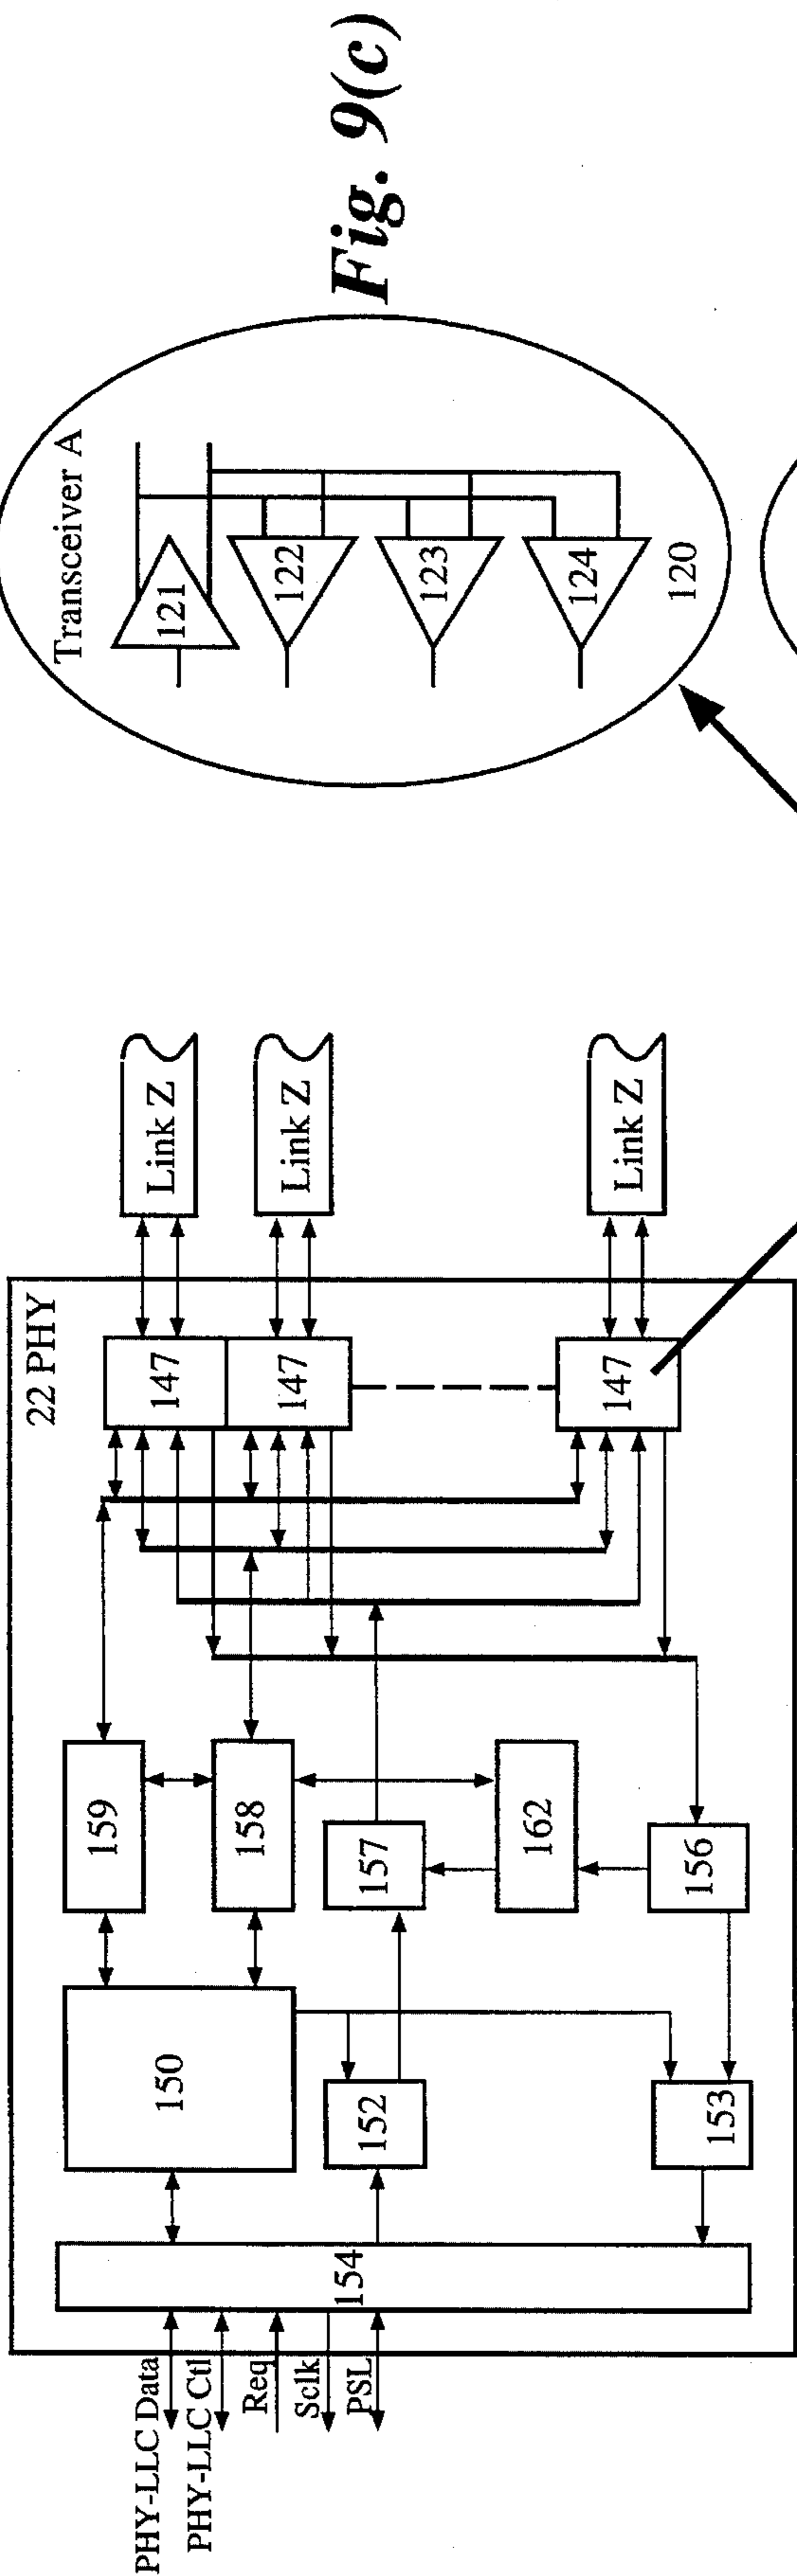 Fig. 9(c)
Transceiver A
121
122
123
124
120
22 PHY
Link Z
Link Z
Link Z
147
147
147
159
158
157
162
156
150
152
153
154
PHY-LLC Data
PHY-LLC Ctl
Req
Sclk
PSL